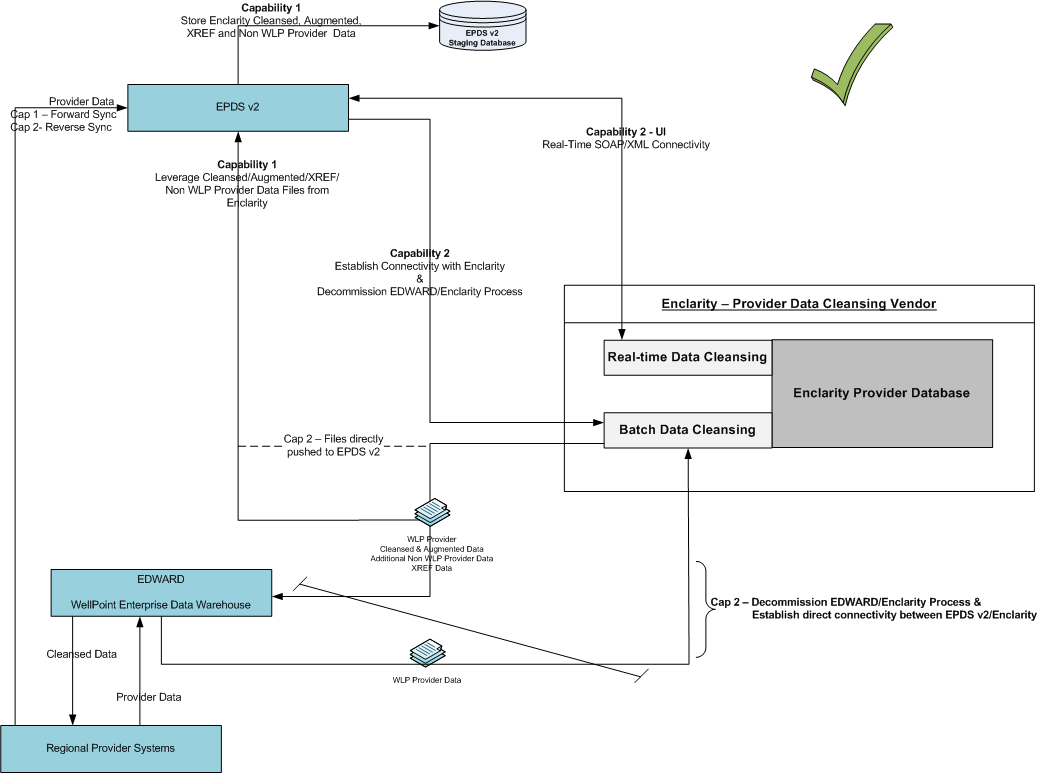 Capability 1
Store Enclarity Cleansed, Augmented,
XREF and Non WLP Provider Data
EPDS v2
Staging Database
Provider Data
Cap 1 – Forward Sync
Cap 2- Reverse Sync
EPDS v2
Capability 2 - UI
Real-Time SOAP/XML Connectivity
Capability 1
Leverage Cleansed/Augmented/XREF/
Non WLP Provider Data Files from
Enclarity
Capability 2
Establish Connectivity with Enclarity
&
Decommission EDWARD/Enclarity Process
Enclarity – Provider Data Cleansing Vendor
Real-time Data Cleansing
Enclarity Provider Database
Batch Data Cleansing
Cap 2 – Files directly
pushed to EPDS v2
WLP Provider
Cleansed & Augmented Data
Additional Non WLP Provider Data
XREF Data
EDWARD
WellPoint Enterprise Data Warehouse
Cap 2 – Decommission EDWARD/Enclarity Process &
Establish direct connectivity between EPDS v2/Enclarity
Cleansed Data
WLP Provider Data
Provider Data
Regional Provider Systems